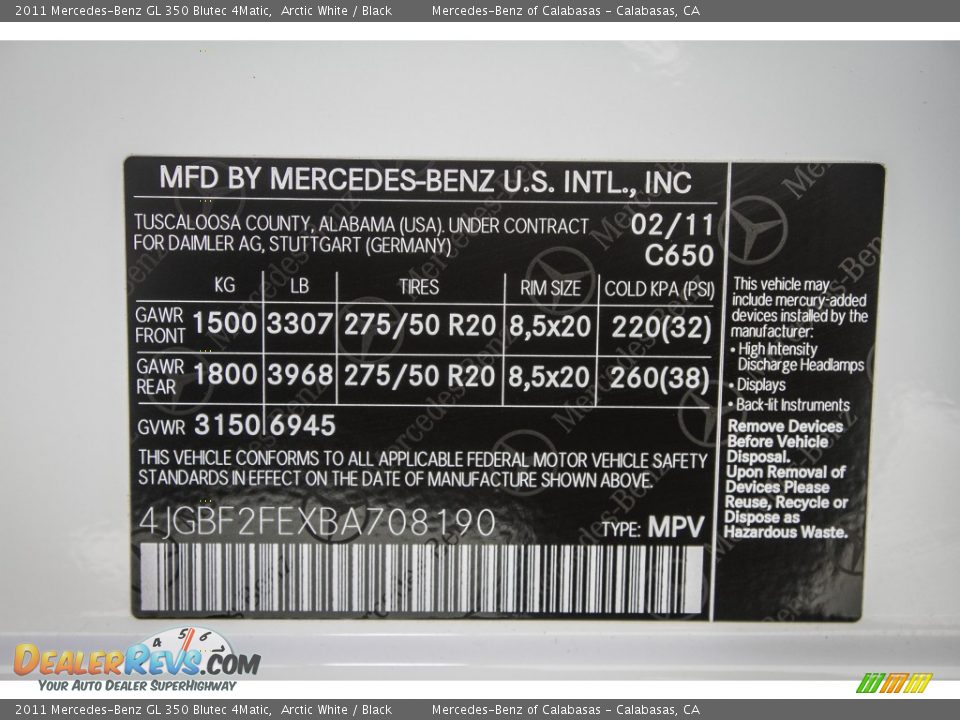 2011 Mercedes-Benz GL 350 Blutec 4Matic,  Arctic White / Black        Mercedes-Benz of Calabasas - Calabasas, CA
MFD BY MERCEDES-BENZ U.S. INTL., INC
TUSCALOOSA COUNTY, ALABAMA (USA). UNDER CONTRACT
FOR DAIMLER AG, STUTTGART (GERMANY)
02/11
C650
KG LB TIRES RIM SIZE COLD KPA (PSI)
GAWR
FRONT 1500 3307 275/50 R20 8,5x20 220(32)
GAWR
REAR 1800 3968 275/50 R20 8,5x20 260(38)
GVWR 3150 6945
THIS VEHICLE CONFORMS TO ALL APPLICABLE FEDERAL MOTOR VEHICLE SAFETY
STANDARDS IN EFFECT ON THE DATE OF MANUFACTURE SHOWN ABOVE.
4JGBF2FEXBA708190 TYPE: MPV
This vehicle may
include mercury-added
devices installed by the
manufacturer:
• High Intensity
Discharge Headlamps
• Displays
• Back-lit Instruments
Remove Devices
Before Vehicle
Disposal.
Upon Removal of
Devices Please
Reuse, Recycle or
Dispose as
Hazardous Waste.
4 5 6
DEALERREVS.COM
YOUR AUTO DEALER SUPERHIGHWAY
2011 Mercedes-Benz GL 350 Blutec 4Matic,  Arctic White / Black        Mercedes-Benz of Calabasas - Calabasas, CA